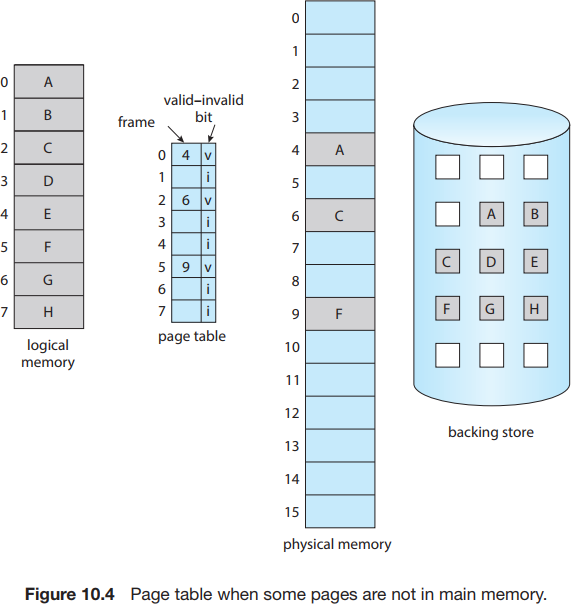 0 A
1 B
2 C
3 D
4 E
5 F
6 G
7 H
logical
memory
valid–invalid
bit
frame
0 4 v
1 i
2 6 v
3 i
4 i
5 9 v
6 i
7 i
page table
0
1
2
3
4 A
5
6 C
7
8
9 F
10
11
12
13
14
15
physical memory
A B
C D E
F G H
backing store
Figure 10.4 Page table when some pages are not in main memory.